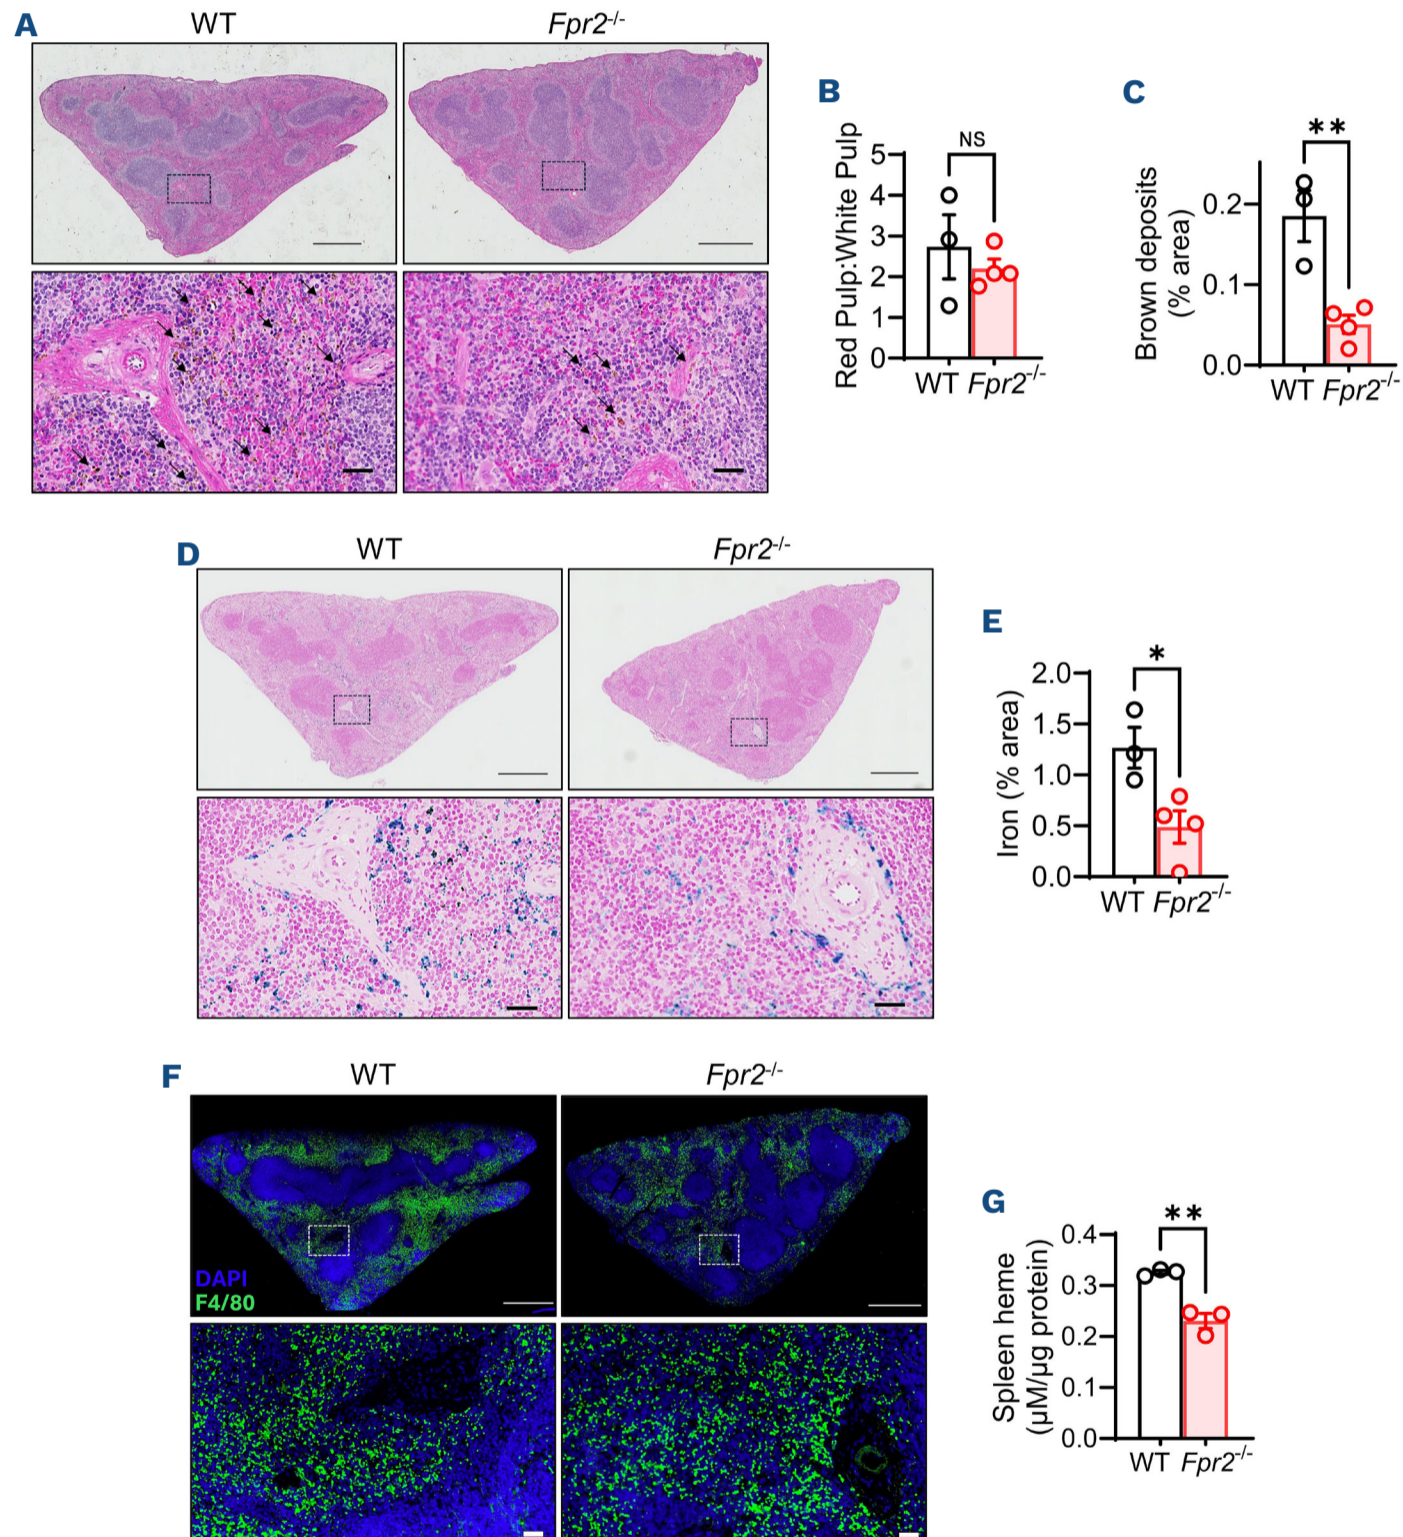 A
WT
Fpr2-/-
B
Red Pulp:White Pulp
5
4
3
2
1
0
NS
WT Fpr2-/-
C
Brown deposits
(% area)
0.2
0.1
0.0
**
WT Fpr2-/-
D
WT
Fpr2-/-
E
Iron (% area)
2.0
1.5
1.0
0.5
0.0
*
WT Fpr2-/-
F
WT
Fpr2-/-
DAPI
F4/80
G
Spleen heme
(µM/µg protein)
0.4
0.3
0.2
0.1
0.0
**
WT Fpr2-/-